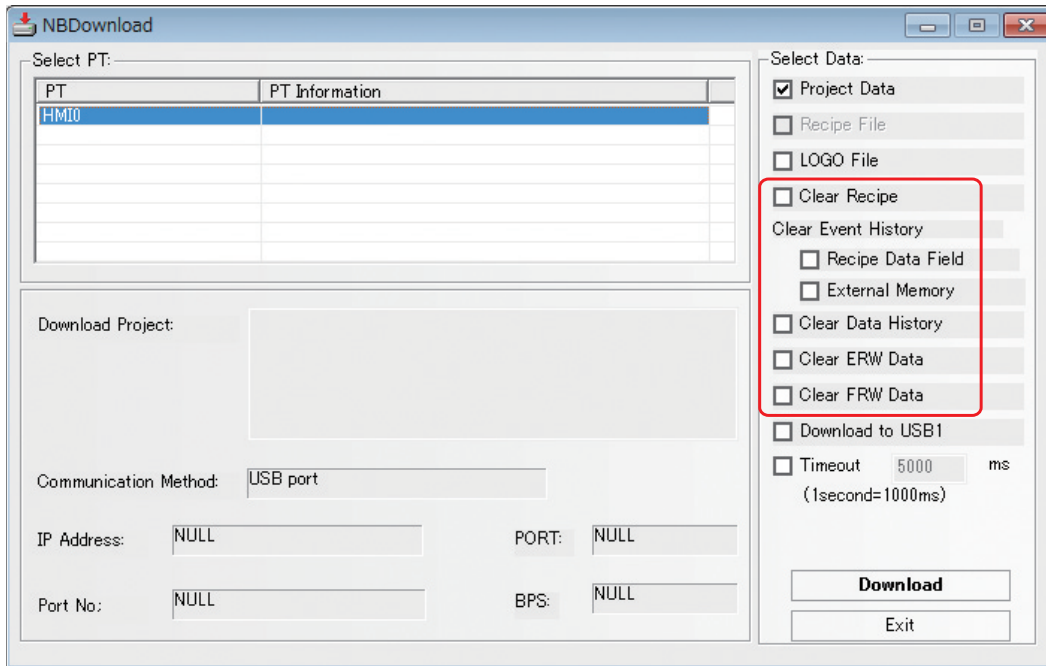 NBDownload
Select PT:
PT PT Information
HMI0
Download Project:
Communication Method: USB port
IP Address: NULL PORT: NULL
Port No; NULL BPS: NULL
Select Data:
Project Data
Recipe File
LOGO File
Clear Recipe
Clear Event History
Recipe Data Field
External Memory
Clear Data History
Clear ERW Data
Clear FRW Data
Download to USB1
Timeout 5000 ms
(1second=1000ms)
Download
Exit